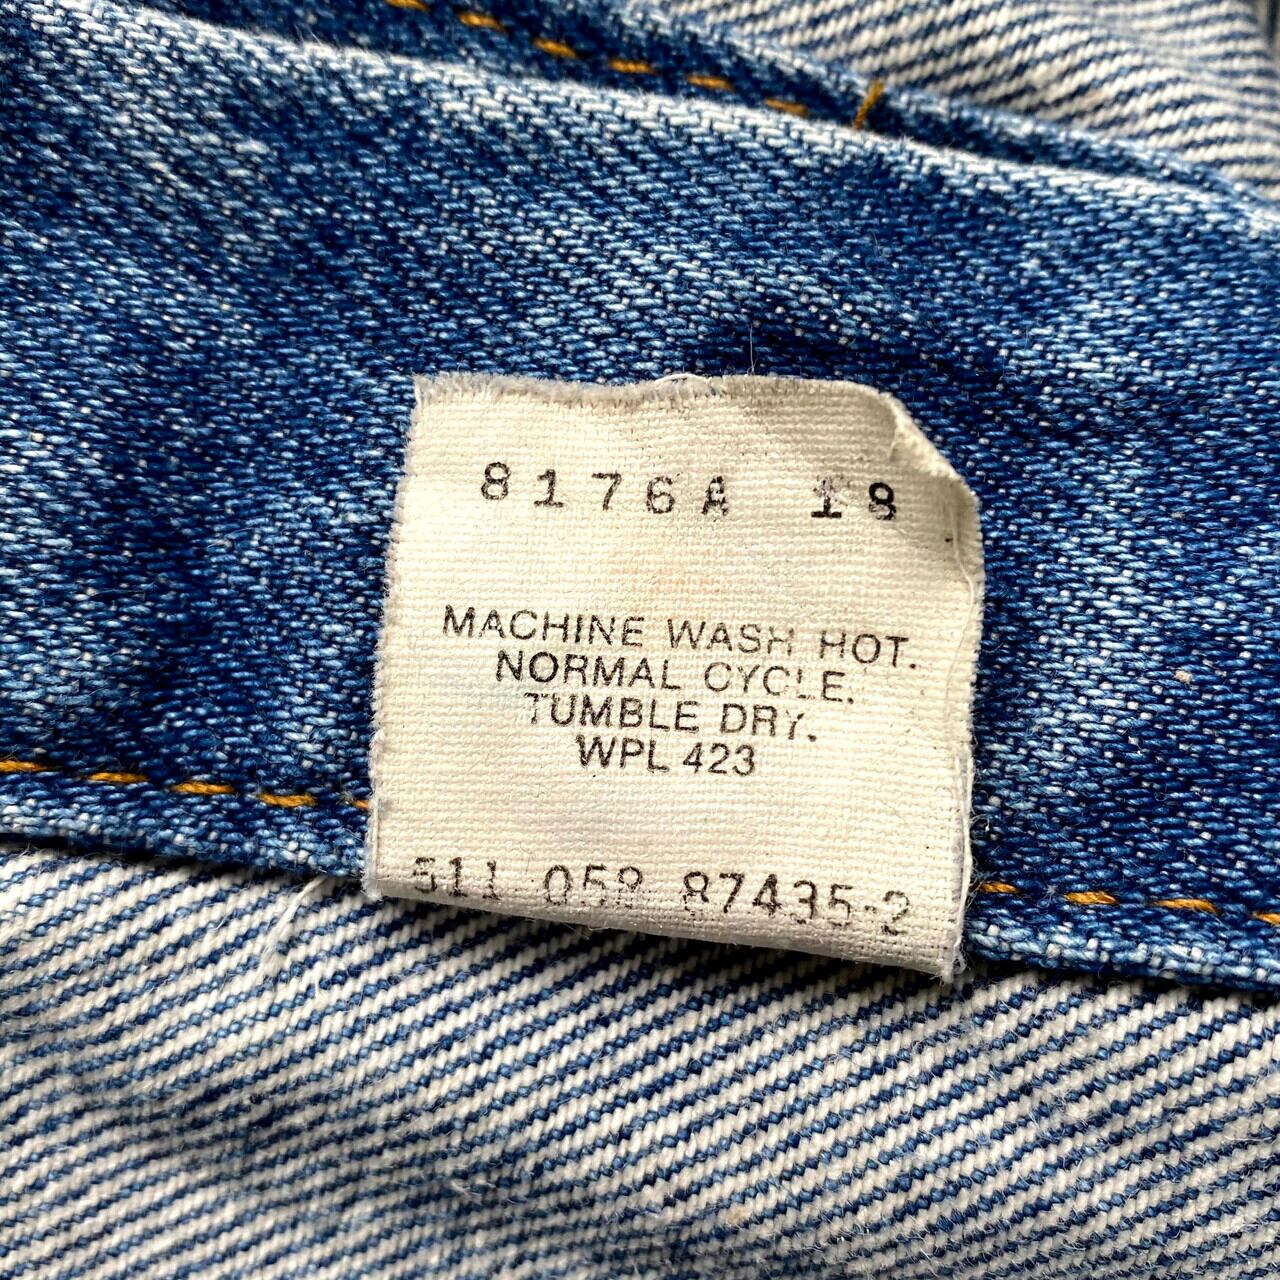 8176A 18
MACHINE WASH HOT.
NORMAL CYCLE.
TUMBLE DRY.
WPL 423
511 058 87435-2